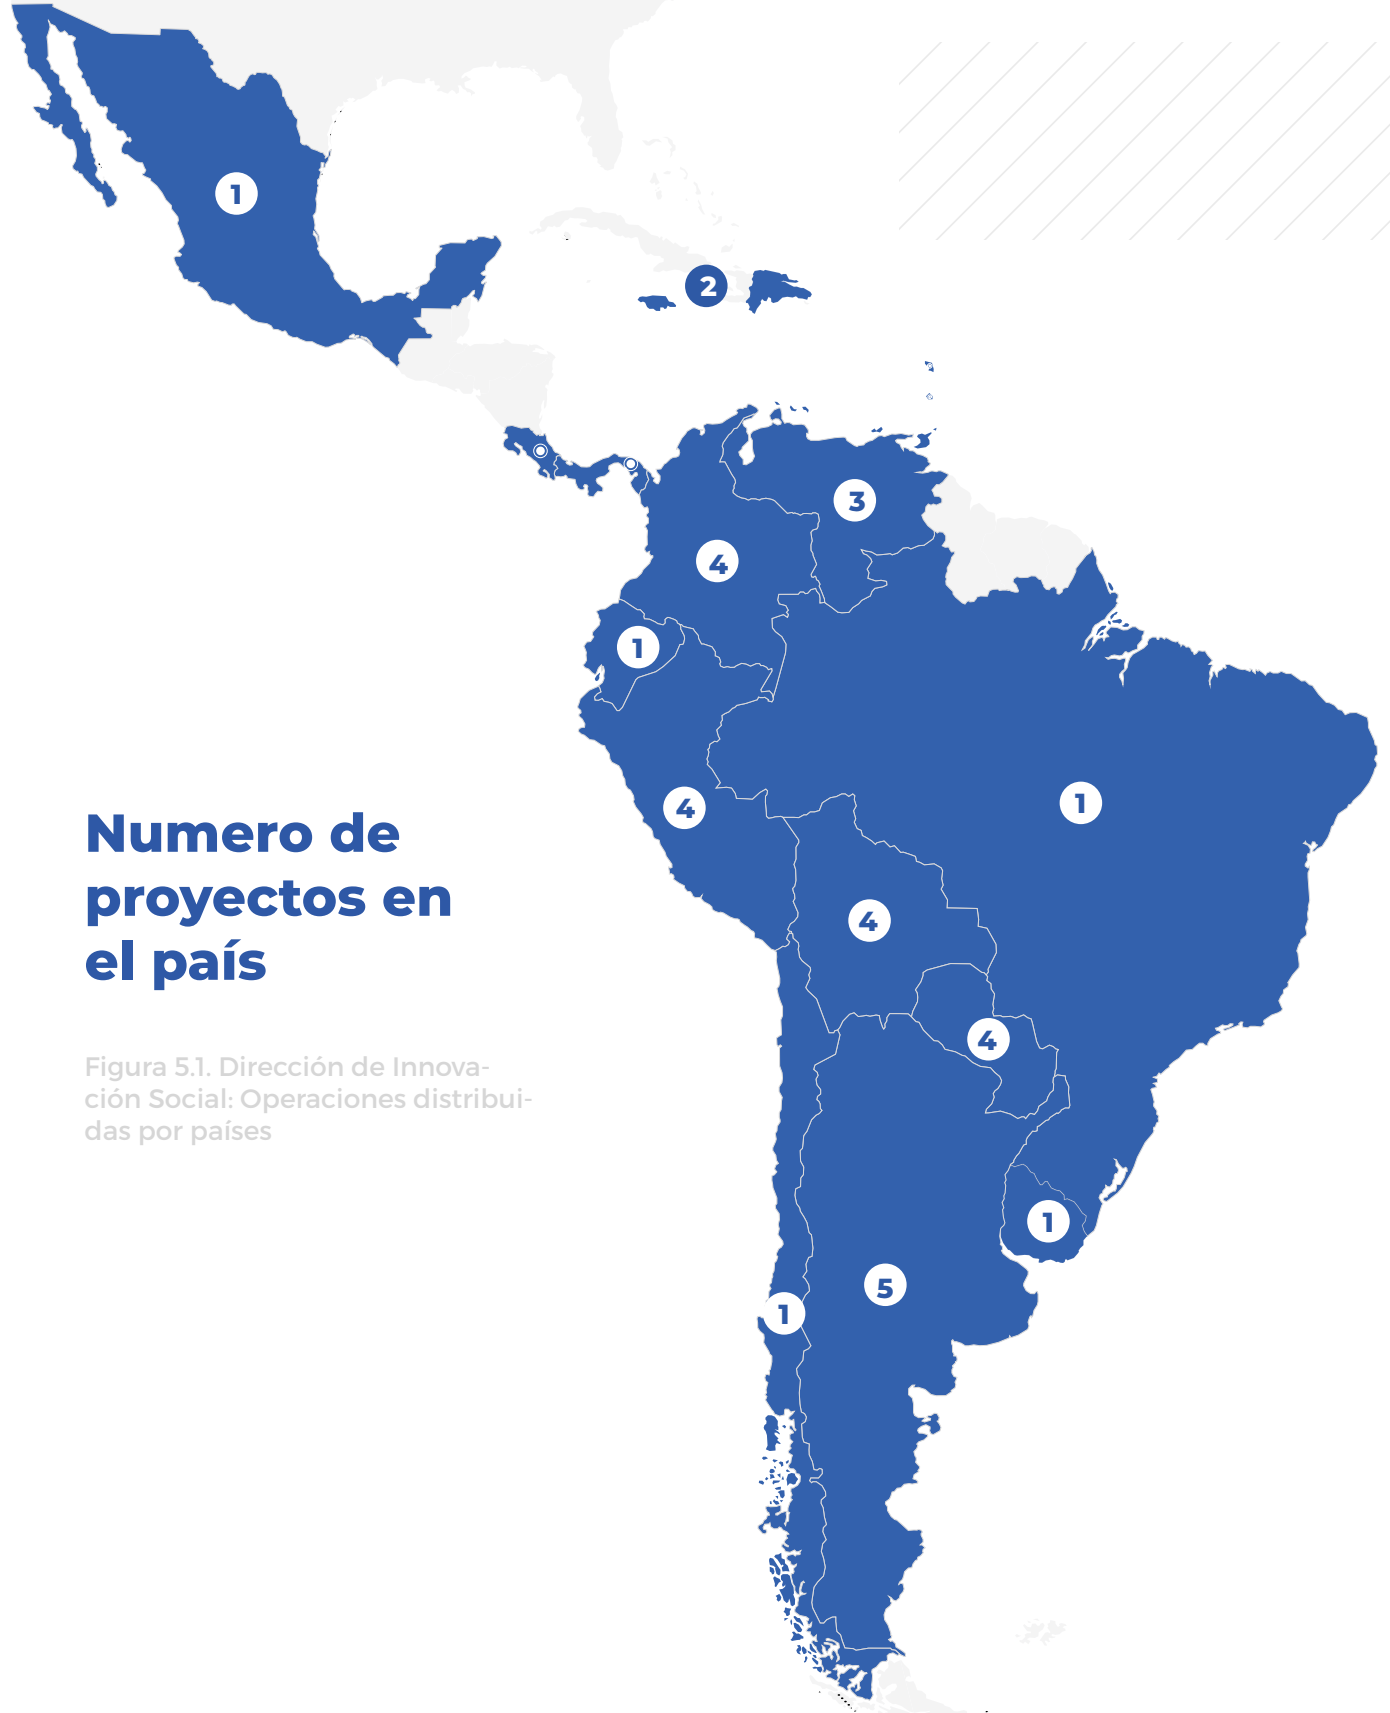 1
2
3
4
1
4
1
4
4
1
5
1
Numero de
proyectos en
el país
Figura 5.1. Dirección de Innova-
ción Social: Operaciones distribui-
das por países